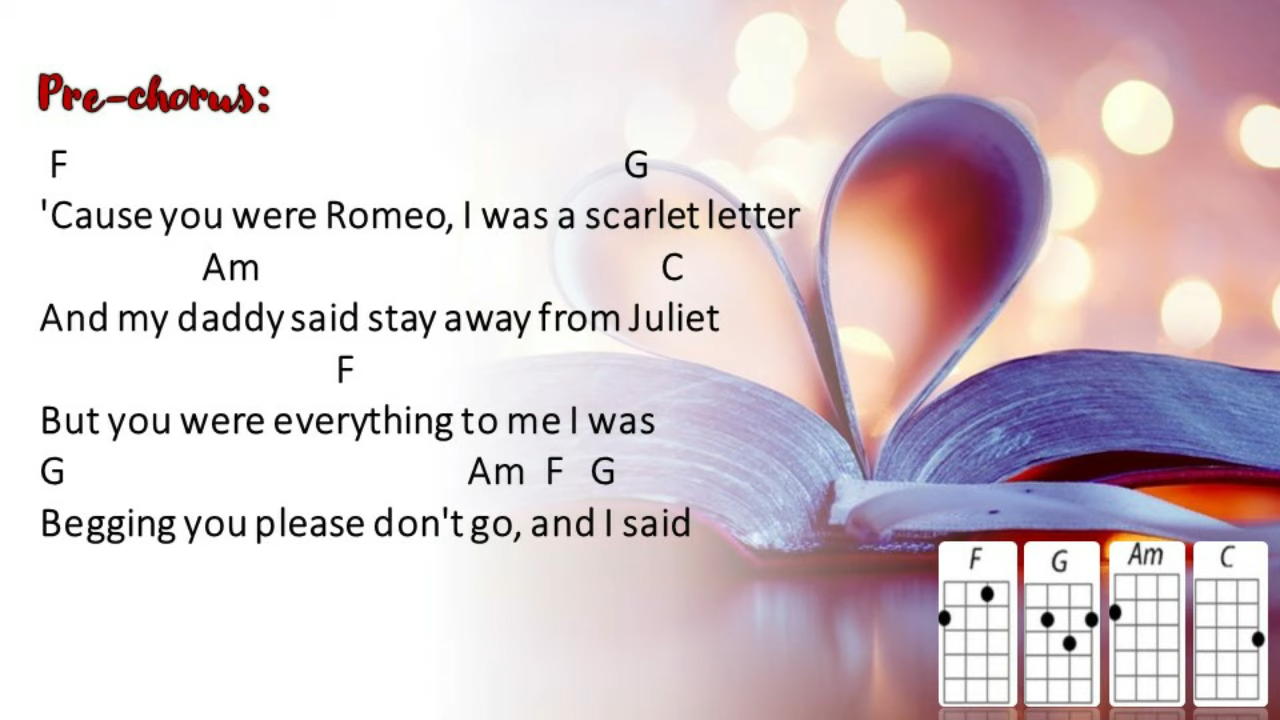 Pre-chorus:
F G
'Cause you were Romeo, I was a scarlet letter
Am C
And my daddy said stay away from Juliet
F
But you were everything to me I was
G Am F G
Begging you please don't go, and I said
F G Am C